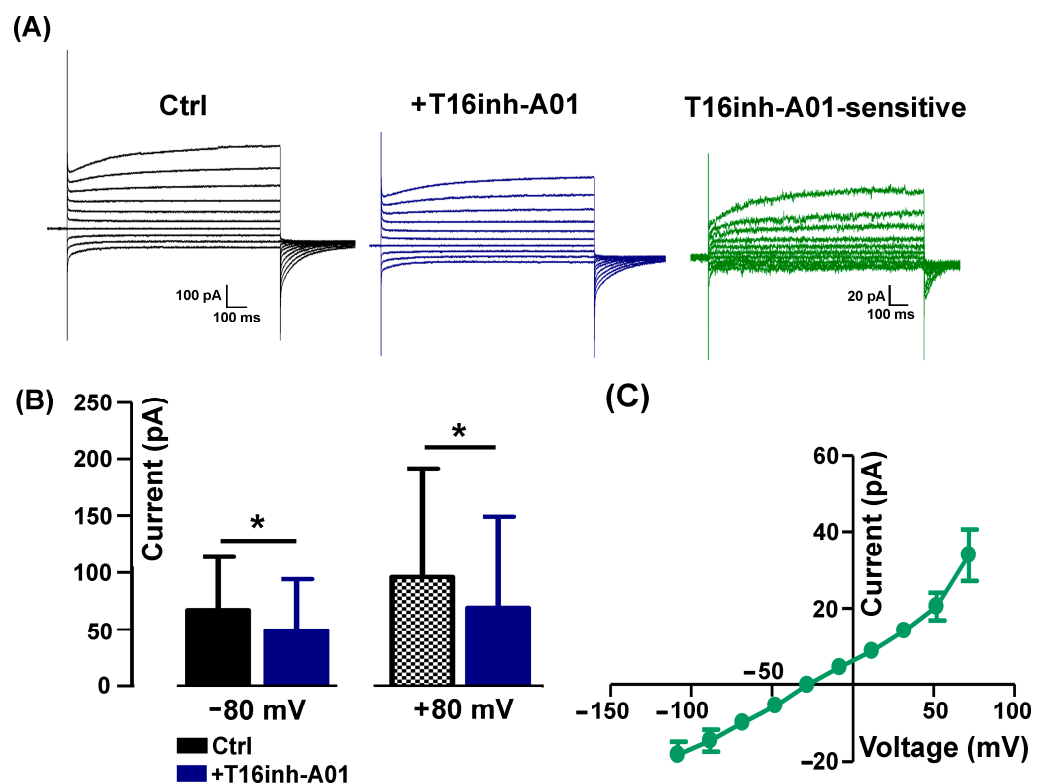 (A)
Ctrl
+T16inh-A01
T16inh-A01-sensitive
100 pA
100 ms
20 pA
100 ms
(B)
Current (pA)
250
200
150
100
50
0
*
*
−80 mV
+80 mV
Ctrl
+T16inh-A01
(C)
Current (pA)
60
40
20
−20
−150
−100
−50
50
100
Voltage (mV)